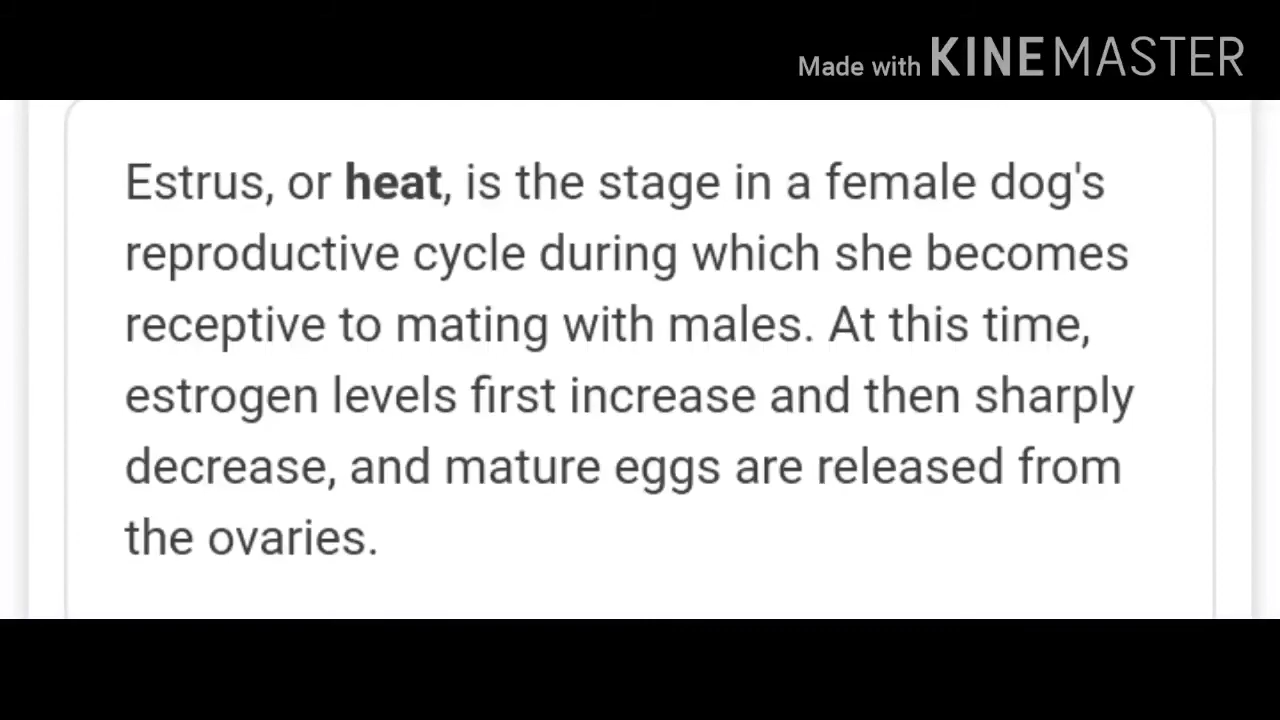 Made with KINEMASTER
Estrus, or heat, is the stage in a female dog's
reproductive cycle during which she becomes
receptive to mating with males. At this time,
estrogen levels first increase and then sharply
decrease, and mature eggs are released from
the ovaries.